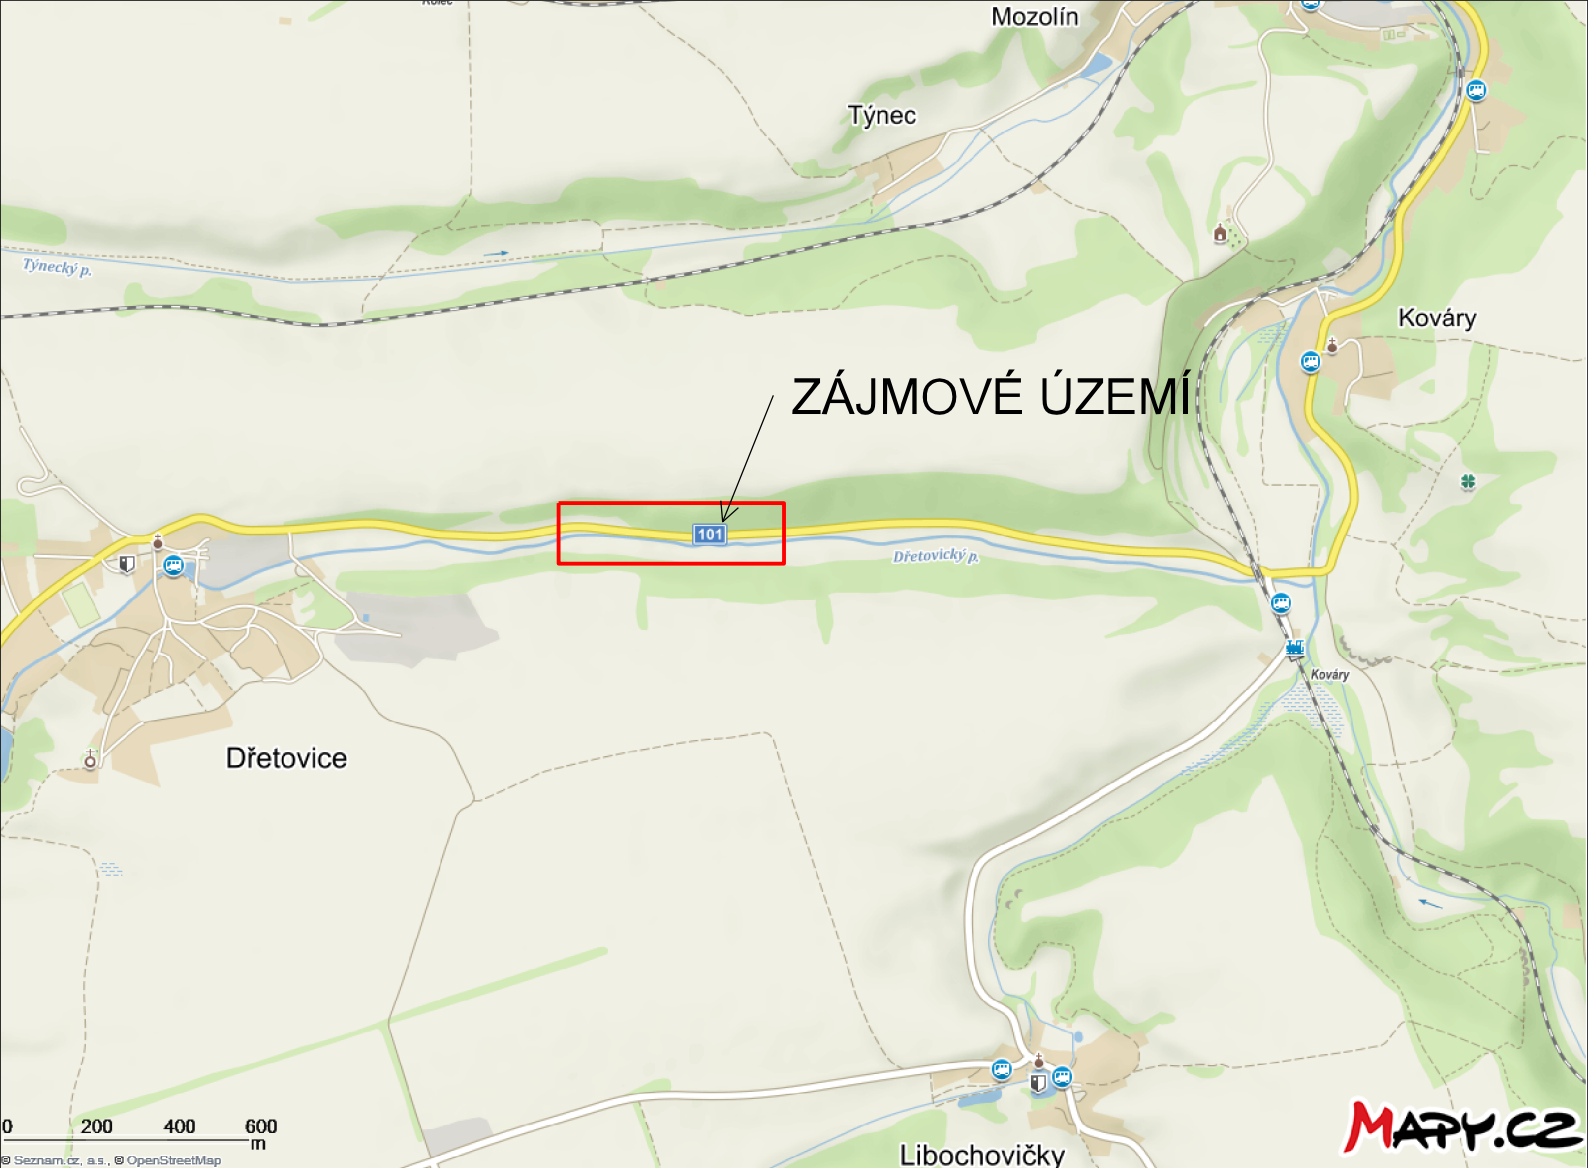 Mozolín
Týnec
Týnecký p.
Kováry
ZÁJMOVÉ ÚZEMÍ
101
Dřetovický p.
Kováry
Dřetovice
0 200 400 600
m
© Seznam.cz, a.s., © OpenStreetMap
Libochovičky
MAPY.CZ